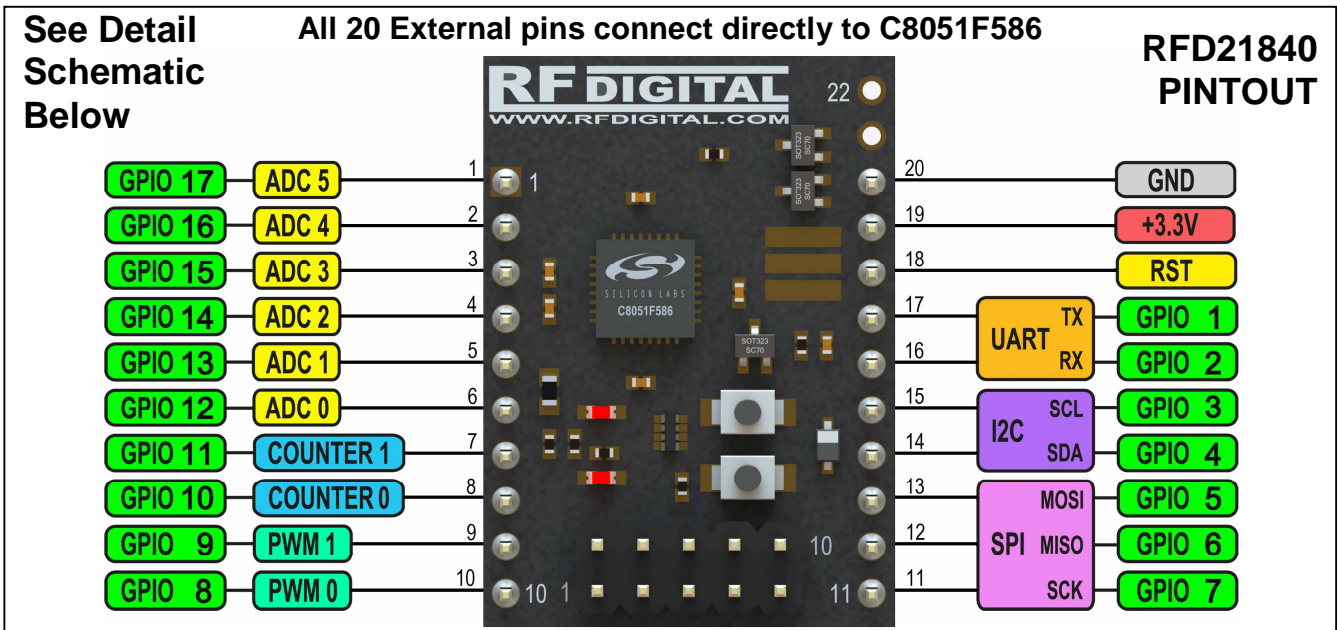 See Detail
Schematic
Below
All 20 External pins connect directly to C8051F586
RFD21840
PINTOUT
RF DIGITAL
WWW.RFDIGITAL.COM
22
GPIO 17 ADC 5 1
GPIO 16 ADC 4 2
GPIO 15 ADC 3 3
GPIO 14 ADC 2 4
GPIO 13 ADC 1 5
GPIO 12 ADC 0 6
GPIO 11 COUNTER 1 7
GPIO 10 COUNTER 0 8
GPIO 9 PWM 1 9
GPIO 8 PWM 0 10
1
SOT323
SC70
SOT323
SC70
SILICON LABS
C8051F586
SOT323
SC70
10
10 1 11
20 GND
19 +3.3V
18 RST
17 UART TX GPIO 1
16 RX GPIO 2
15 I2C SCL GPIO 3
14 SDA GPIO 4
13 MOSI GPIO 5
12 SPI MISO GPIO 6
11 SCK GPIO 7